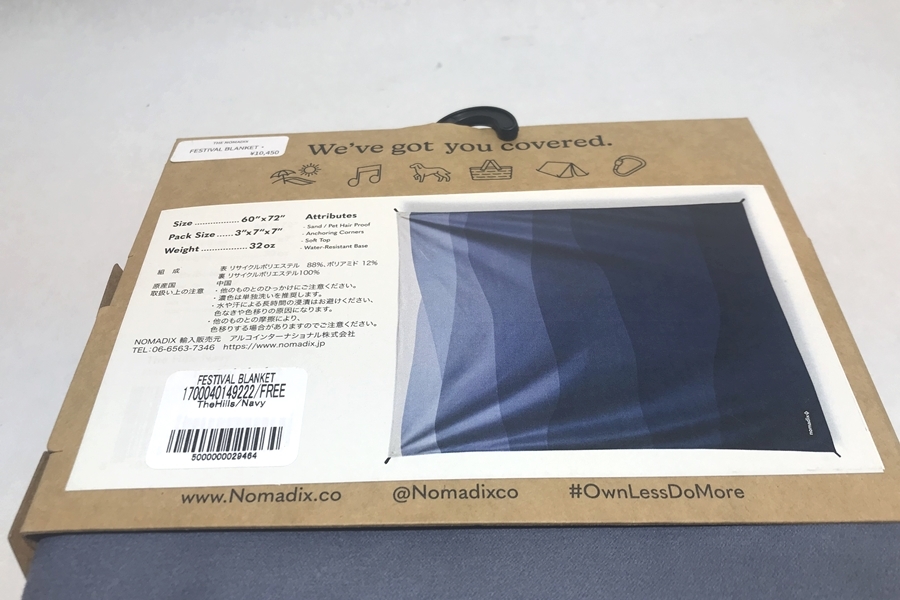 THE NOMADIX
FESTIVAL BLANKET -
¥10,450
We've got you covered.
Size ................ 60"x72"
Pack Size ...... 3"x7"x7"
Weight ................. 32oz
Attributes
- Sand / Pet Hair Proof
- Anchoring Corners
- Soft Top
- Water-Resistant Base
組 成 表 リサイクルポリエステル 88%, ポリアミド 12%
裏 リサイクルポリエステル100%
原産国 中国
取扱い上の注意 ・他のものとのひっかけにご注意ください。
・濃色は単独洗いを推奨します。
・水や汗による長時間の浸漬はお避けください、
色なきや色移りの原因になります。
・他のものとの摩擦により、
色移りする場合がありますのでご注意ください。
NOMADIX 輸入販売元 アルコインターナショナル株式会社
TEL:06-6563-7346 https://www.nomadix.jp
FESTIVAL BLANKET
1700040149222/FREE
TheHills/Navy
5000000029464
nomadix
www.Nomadix.co @Nomadixco #OwnLessDoMore